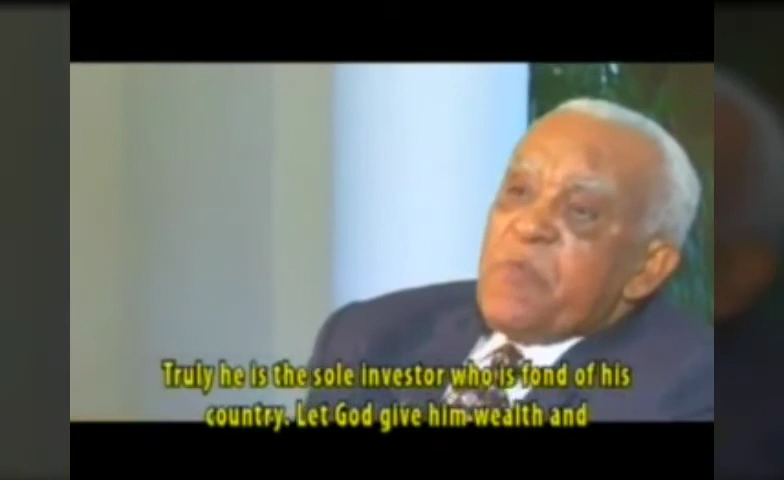 Truly he is the sole investor who is fond of his
country. Let God give him wealth and